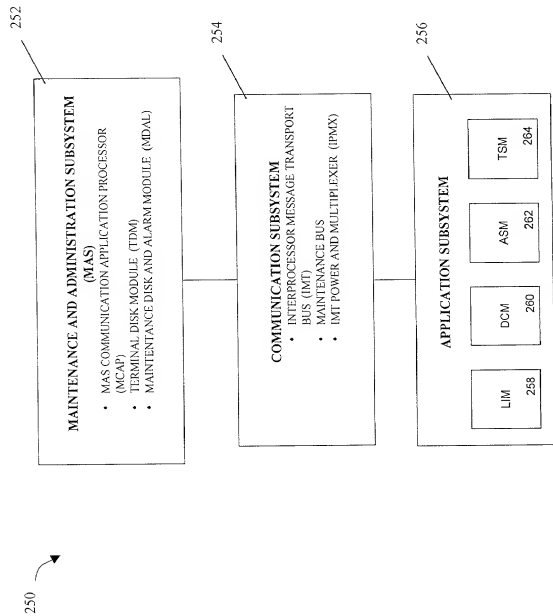 250
252
MAINTENANCE AND ADMINISTRATION SUBSYSTEM
(MAS)
• MAS COMMUNICATION APPLICATION PROCESSOR
(MCAP)
• TERMINAL DISK MODULE (TDM)
• MAINTENTANCE DISK AND ALARM MODULE (MDAL)
254
COMMUNICATION SUBSYSTEM
• INTERPROCESSOR MESSAGE TRANSPORT
BUS (IMT)
• MAINTENANCE BUS
• IMT POWER AND MULTIPLEXER (IPMX)
256
APPLICATION SUBSYSTEM
LIM
258
DCM
260
ASM
262
TSM
264